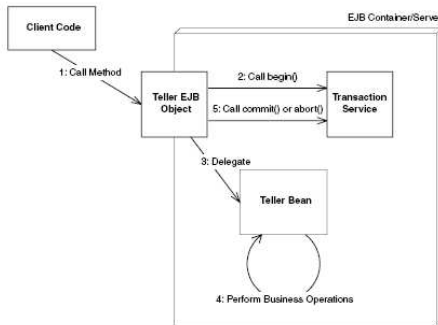 EJB Container/Server
Client Code
1: Call Method
Teller EJB
Object
2: Call begin()
5: Call commit() or abort()
Transaction
Service
3: Delegate
Teller Bean
4: Perform Business Operations